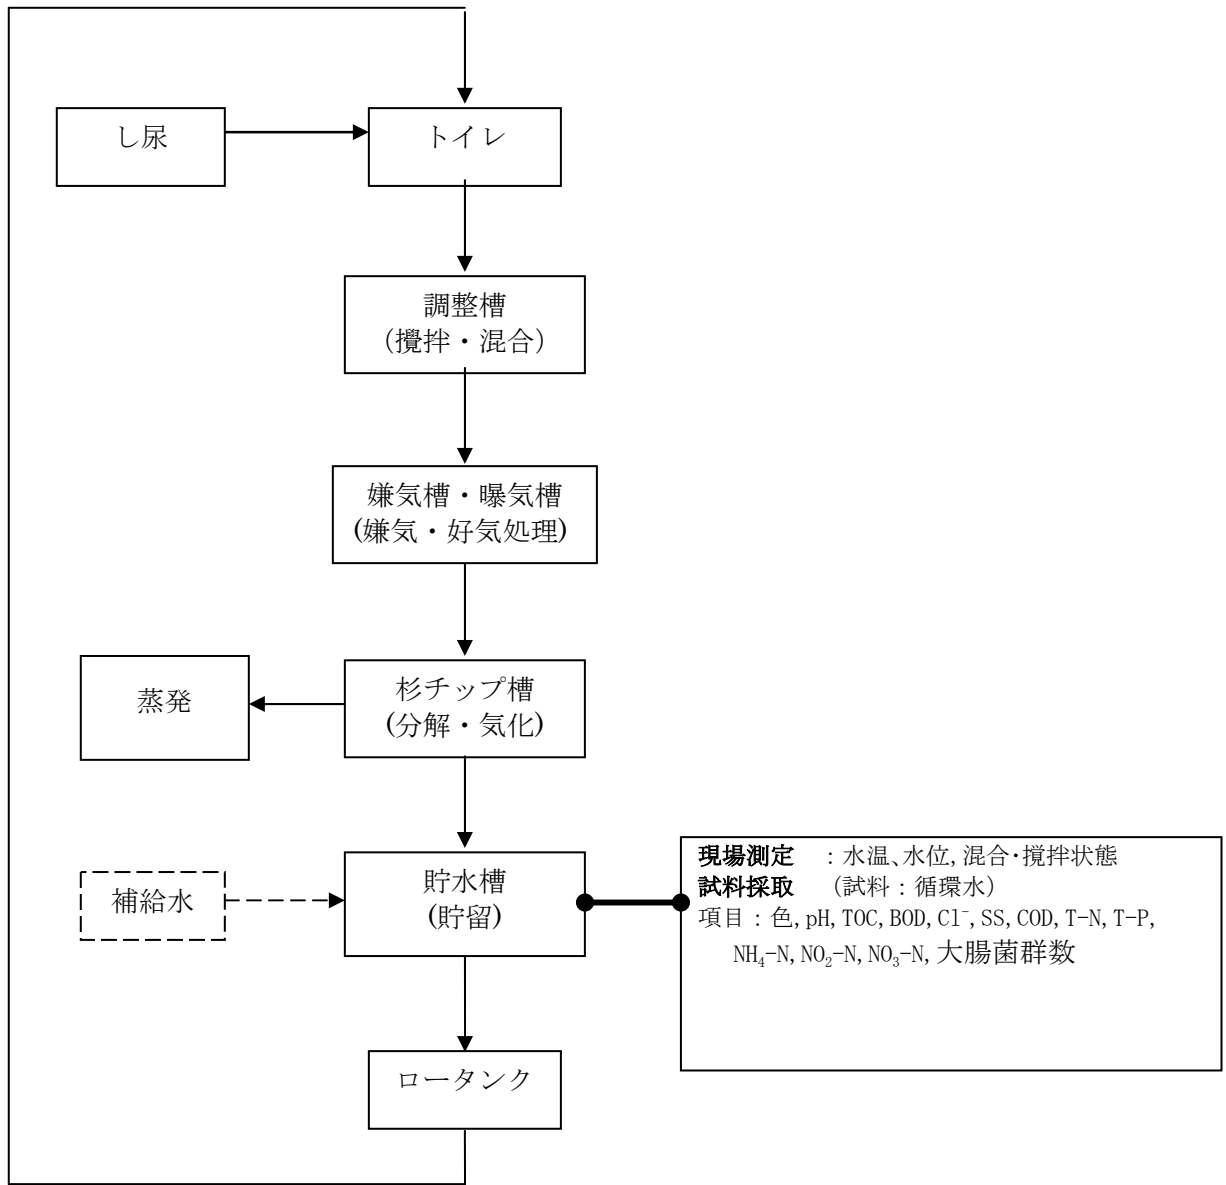 し尿
トイレ
調整槽
（攪拌・混合）
嫌気槽・曝気槽
(嫌気・好気処理)
蒸発
杉チップ槽
(分解・気化)
補給水
貯水槽
(貯留)
現場測定 ：水温、水位,混合・攪拌状態
試料採取 （試料：循環水）
項目：色,pH,TOC,BOD,Cl⁻,SS,COD,T-N,T-P,
NH₄-N,NO₂-N,NO₃-N,大腸菌群数
ロータンク